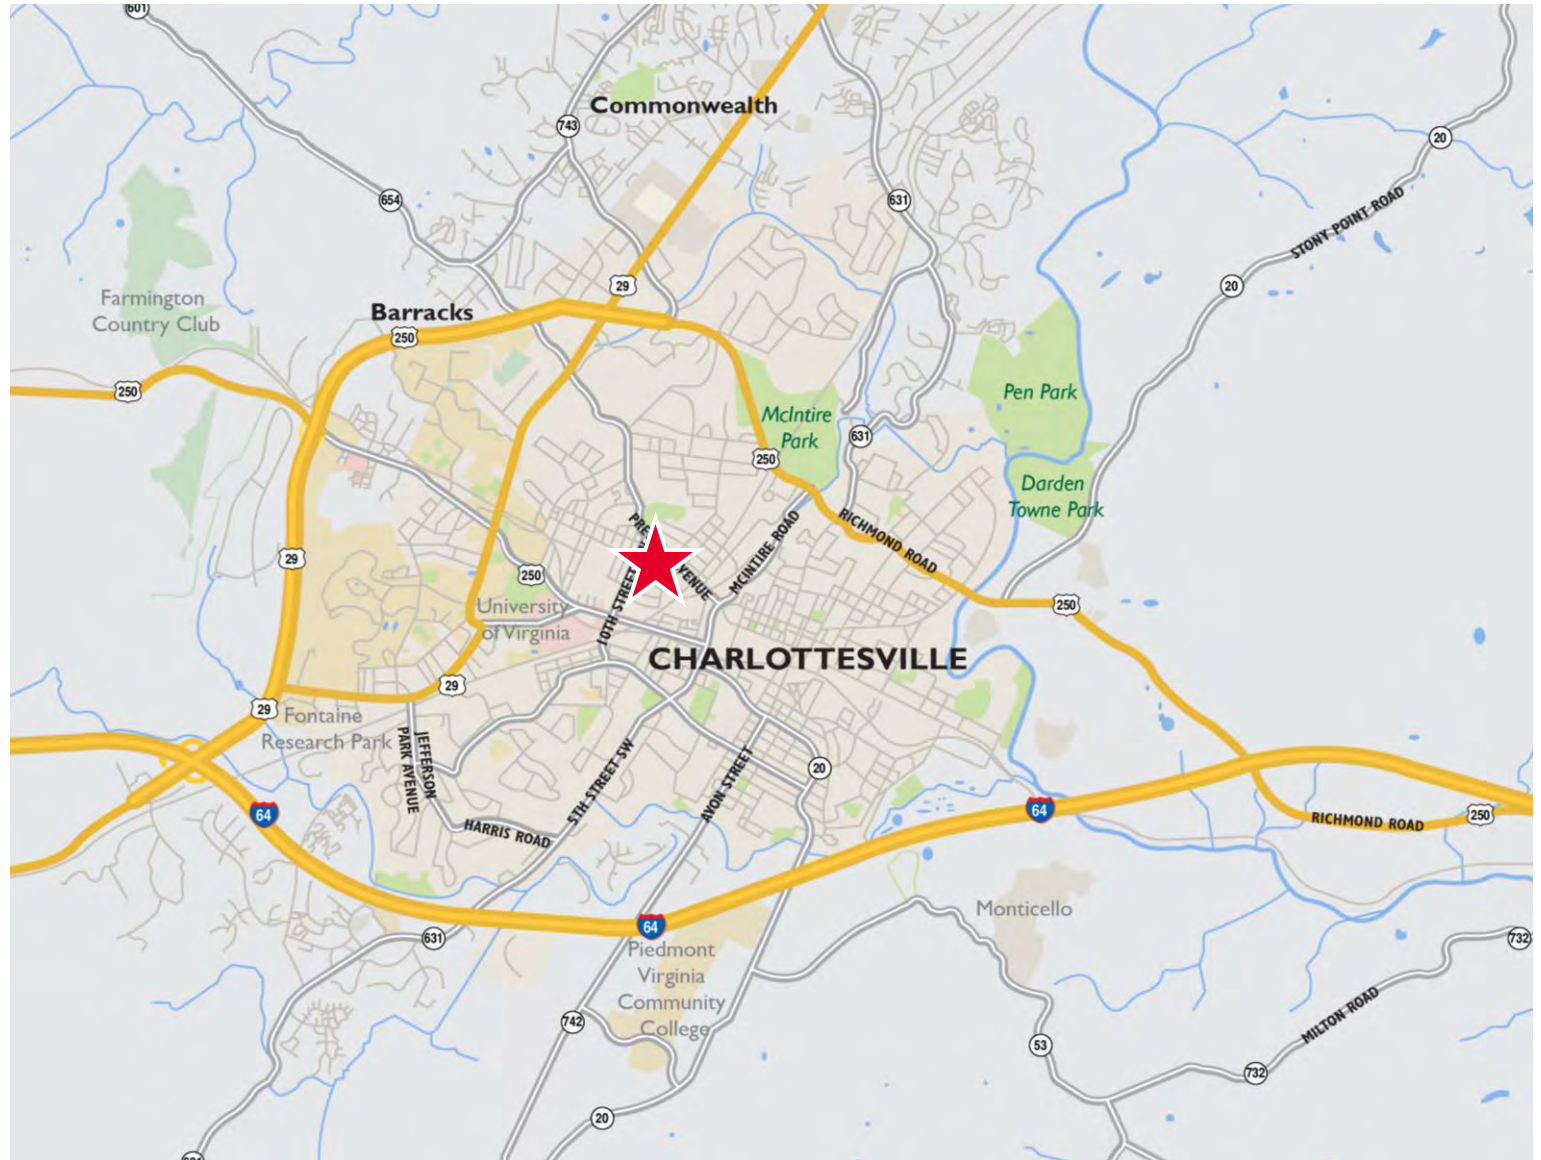 601
Commonwealth
743
20
654
631
STONY POINT ROAD
20
29
Farmington
Country Club
Barracks
250
250
Pen Park
McIntire
Park
631
250
Darden
Towne Park
RICHMOND ROAD
MCINTIRE ROAD
29
250
10TH STREET
University
of Virginia
250
CHARLOTTESVILLE
29
29
Fontaine
Research Park
JEFFERSON
PARK AVENUE
5TH STREET SW
AVON STREET
20
64
64
HARRIS ROAD
RICHMOND ROAD
250
64
631
Monticello
Piedmont
Virginia
Community
College
732
742
MILTON ROAD
53
732
20